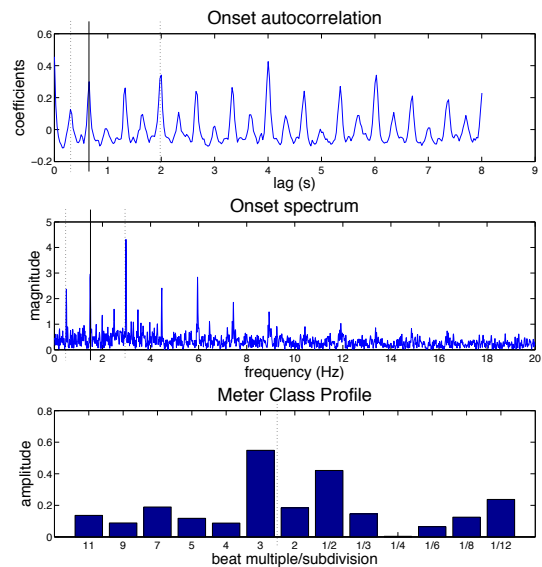 Onset autocorrelation
0.6
0.4
0.2
0
−0.2
coefficients
0 1 2 3 4 5 6 7 8 9
lag (s)
Onset spectrum
5
4
3
2
1
0
magnitude
0 2 4 6 8 10 12 14 16 18 20
frequency (Hz)
Meter Class Profile
0.8
0.6
0.4
0.2
0
amplitude
11 9 7 5 4 3 2 1/2 1/3 1/4 1/6 1/8 1/12
beat multiple/subdivision